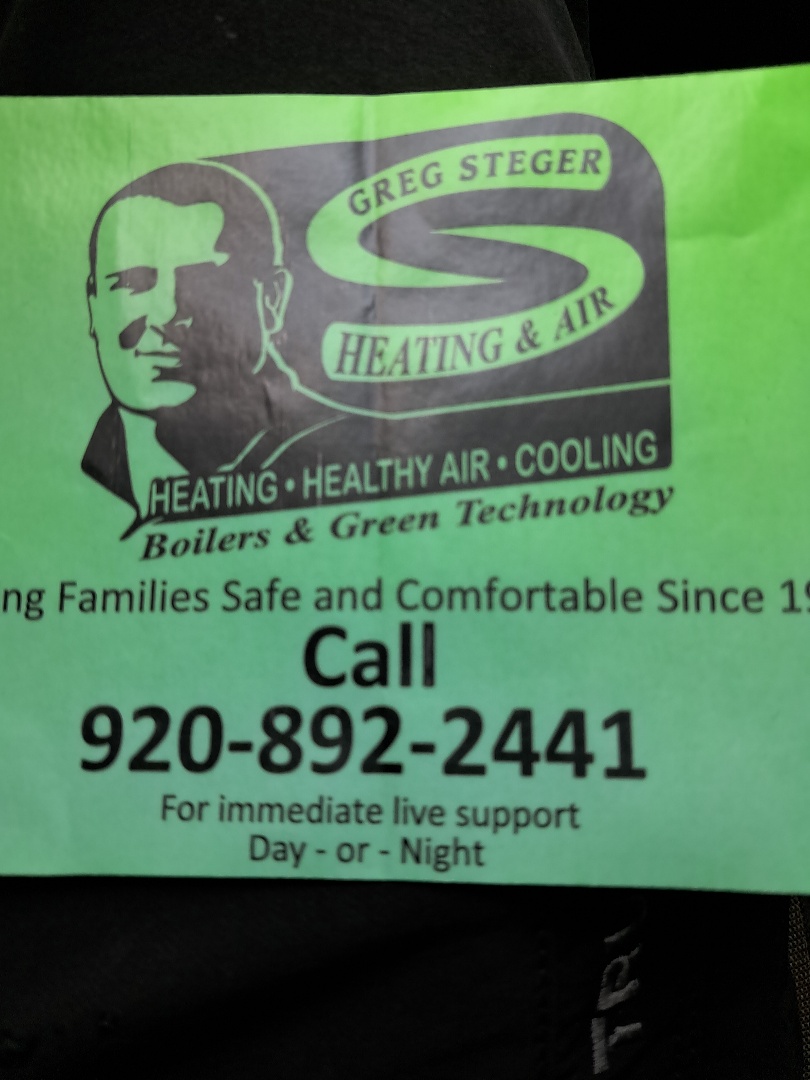 GREG STEGER
HEATING & AIR
HEATING • HEALTHY AIR • COOLING
Boilers & Green Technology
ng Families Safe and Comfortable Since 19
Call
920-892-2441
For immediate live support
Day - or - Night